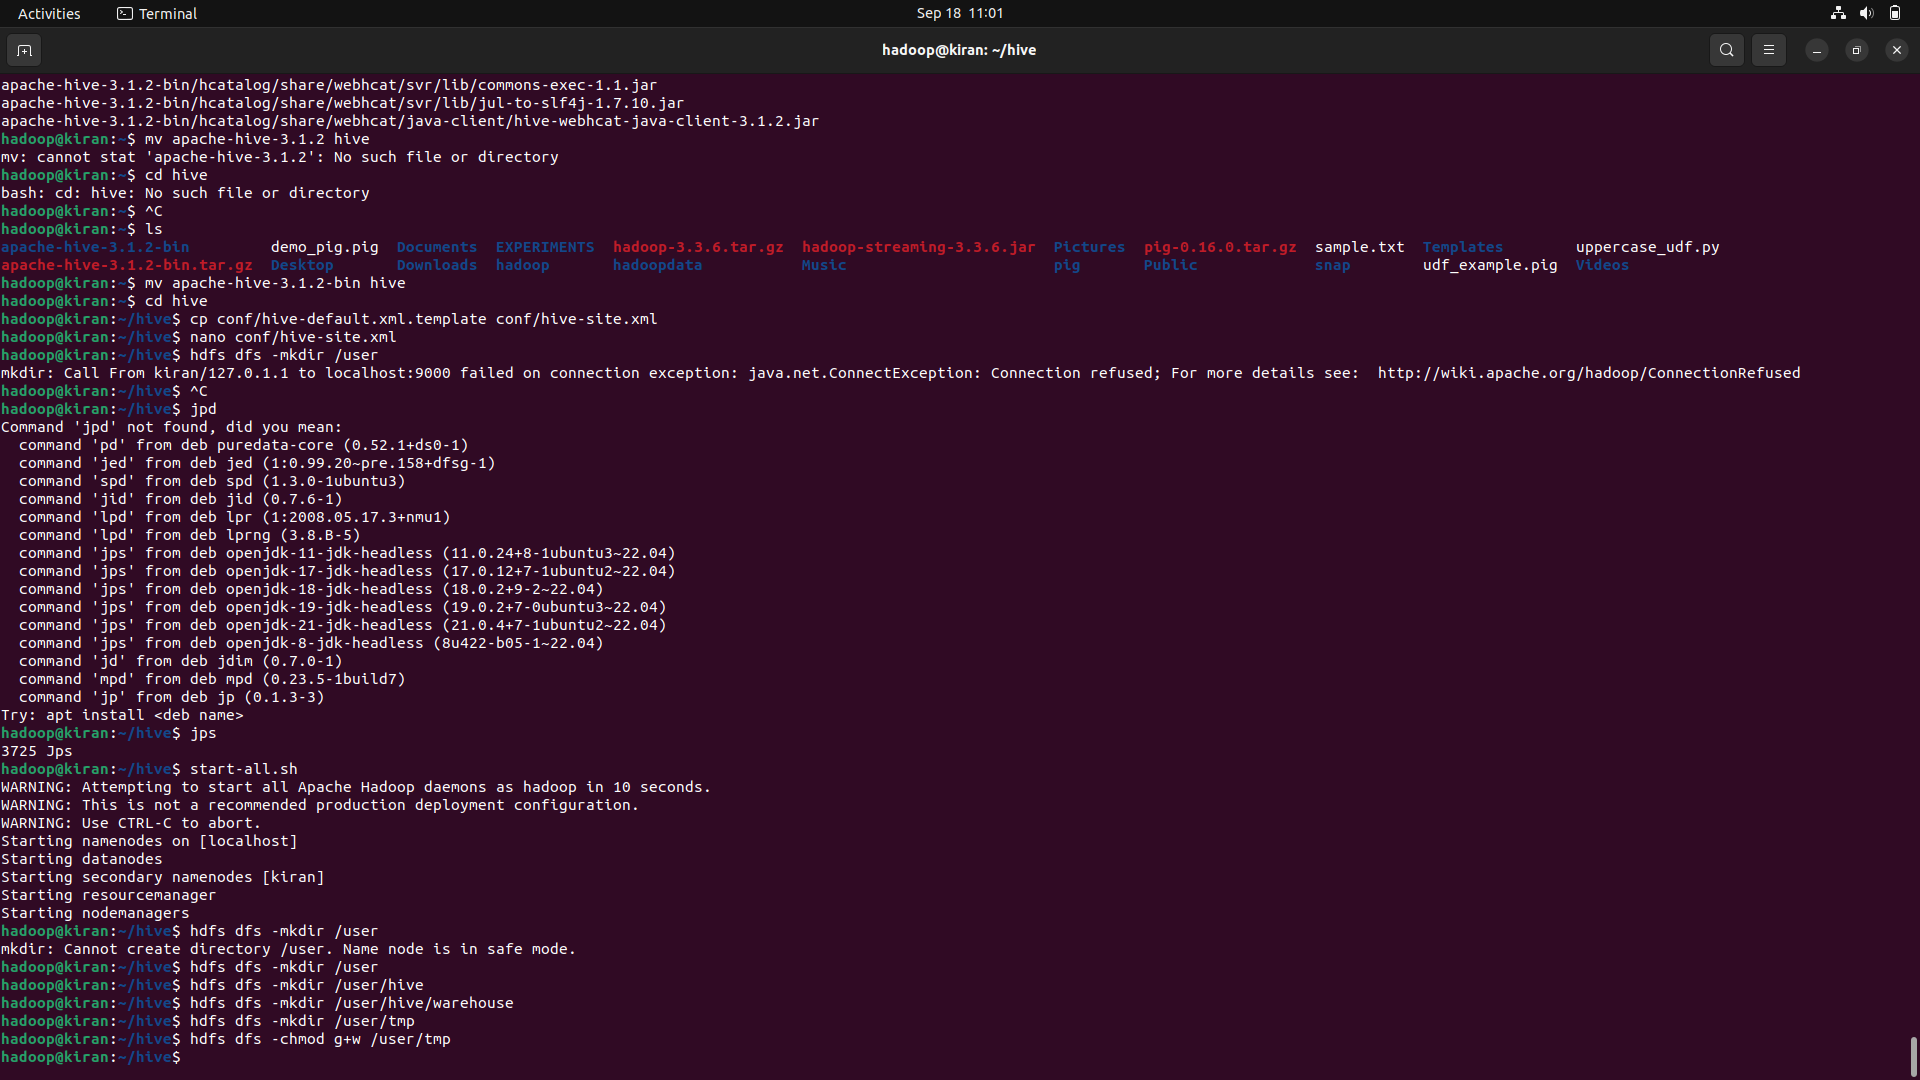 Activities Terminal Sep 18 11:01
hadoop@kiran: ~/hive
apache-hive-3.1.2-bin/hcatalog/share/webhcat/svr/lib/commons-exec-1.1.jar
apache-hive-3.1.2-bin/hcatalog/share/webhcat/svr/lib/jul-to-slf4j-1.7.10.jar
apache-hive-3.1.2-bin/hcatalog/share/webhcat/java-client/hive-webhcat-java-client-3.1.2.jar
hadoop@kiran:~$ mv apache-hive-3.1.2 hive
mv: cannot stat 'apache-hive-3.1.2': No such file or directory
hadoop@kiran:~$ cd hive
bash: cd: hive: No such file or directory
hadoop@kiran:~$ ^C
hadoop@kiran:~$ ls
apache-hive-3.1.2-bin demo_pig.pig Documents EXPERIMENTS hadoop-3.3.6.tar.gz hadoop-streaming-3.3.6.jar Pictures pig-0.16.0.tar.gz sample.txt Templates uppercase_udf.py
apache-hive-3.1.2-bin.tar.gz Desktop Downloads hadoop hadoopdata Music pig Public snap udf_example.pig Videos
hadoop@kiran:~$ mv apache-hive-3.1.2-bin hive
hadoop@kiran:~$ cd hive
hadoop@kiran:~/hive$ cp conf/hive-default.xml.template conf/hive-site.xml
hadoop@kiran:~/hive$ nano conf/hive-site.xml
hadoop@kiran:~/hive$ hdfs dfs -mkdir /user
mkdir: Call From kiran/127.0.1.1 to localhost:9000 failed on connection exception: java.net.ConnectException: Connection refused; For more details see:  http://wiki.apache.org/hadoop/ConnectionRefused
hadoop@kiran:~/hive$ ^C
hadoop@kiran:~/hive$ jpd
Command 'jpd' not found, did you mean:
  command 'pd' from deb puredata-core (0.52.1+ds0-1)
  command 'jed' from deb jed (1:0.99.20~pre.158+dfsg-1)
  command 'spd' from deb spd (1.3.0-1ubuntu3)
  command 'jid' from deb jid (0.7.6-1)
  command 'lpd' from deb lpr (1:2008.05.17.3+nmu1)
  command 'lpd' from deb lprng (3.8.B-5)
  command 'jps' from deb openjdk-11-jdk-headless (11.0.24+8-1ubuntu3~22.04)
  command 'jps' from deb openjdk-17-jdk-headless (17.0.12+7-1ubuntu2~22.04)
  command 'jps' from deb openjdk-18-jdk-headless (18.0.2+9-2~22.04)
  command 'jps' from deb openjdk-19-jdk-headless (19.0.2+7-0ubuntu3~22.04)
  command 'jps' from deb openjdk-21-jdk-headless (21.0.4+7-1ubuntu2~22.04)
  command 'jps' from deb openjdk-8-jdk-headless (8u422-b05-1~22.04)
  command 'jd' from deb jdim (0.7.0-1)
  command 'mpd' from deb mpd (0.23.5-1build7)
  command 'jp' from deb jp (0.1.3-3)
Try: apt install <deb name>
hadoop@kiran:~/hive$ jps
3725 Jps
hadoop@kiran:~/hive$ start-all.sh
WARNING: Attempting to start all Apache Hadoop daemons as hadoop in 10 seconds.
WARNING: This is not a recommended production deployment configuration.
WARNING: Use CTRL-C to abort.
Starting namenodes on [localhost]
Starting datanodes
Starting secondary namenodes [kiran]
Starting resourcemanager
Starting nodemanagers
hadoop@kiran:~/hive$ hdfs dfs -mkdir /user
mkdir: Cannot create directory /user. Name node is in safe mode.
hadoop@kiran:~/hive$ hdfs dfs -mkdir /user
hadoop@kiran:~/hive$ hdfs dfs -mkdir /user/hive
hadoop@kiran:~/hive$ hdfs dfs -mkdir /user/hive/warehouse
hadoop@kiran:~/hive$ hdfs dfs -mkdir /user/tmp
hadoop@kiran:~/hive$ hdfs dfs -chmod g+w /user/tmp
hadoop@kiran:~/hive$